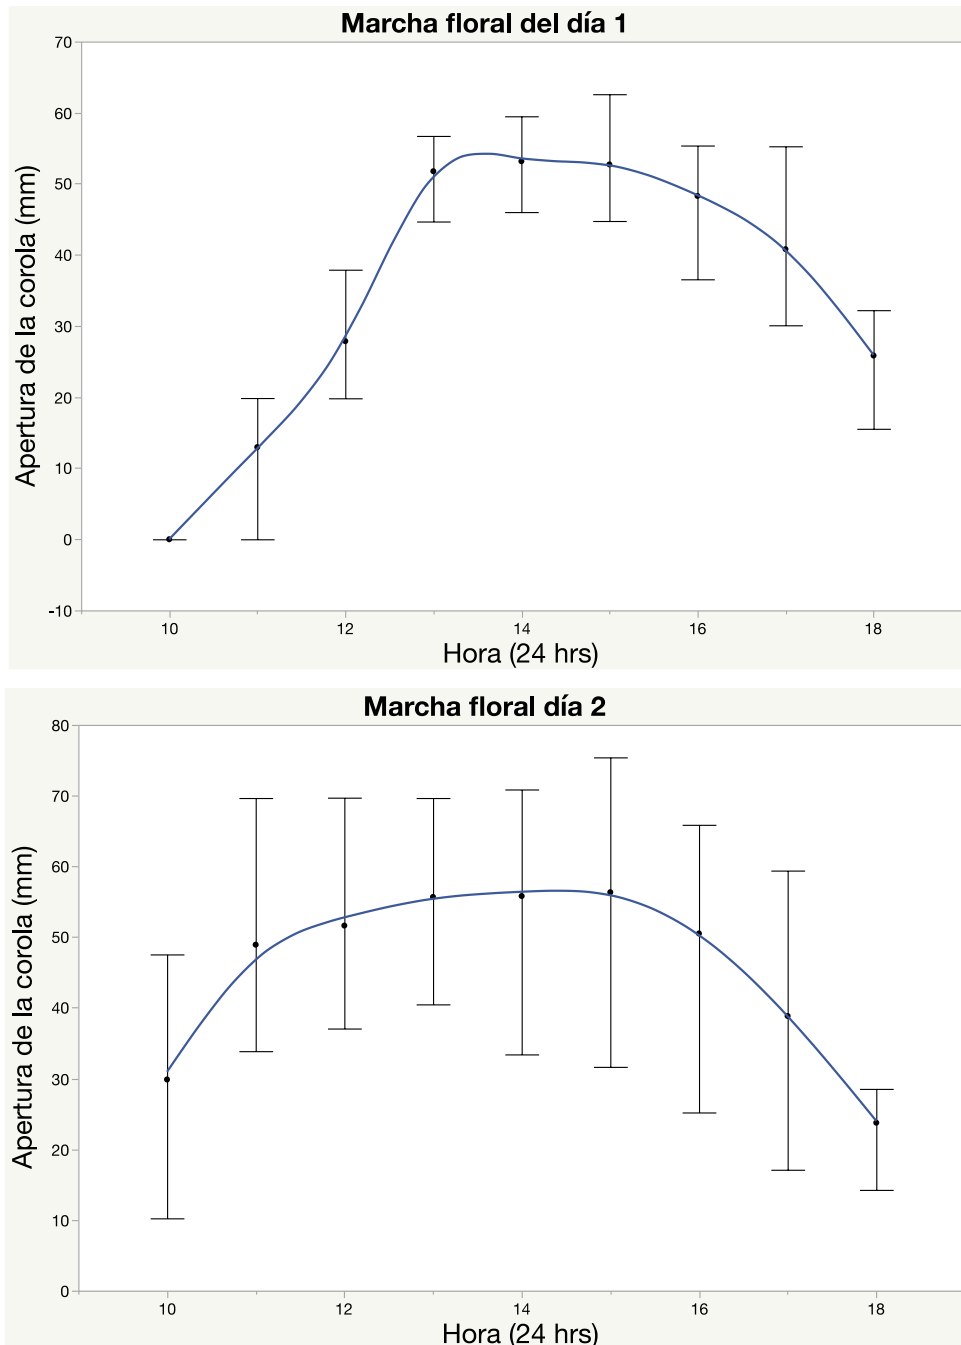 Marcha floral del día 1
70
60
50
40
30
20
10
0
-10
Apertura de la corola (mm)
10 12 14 16 18
Hora (24 hrs)
Marcha floral día 2
80
70
60
50
40
30
20
10
0
Apertura de la corola (mm)
10 12 14 16 18
Hora (24 hrs)